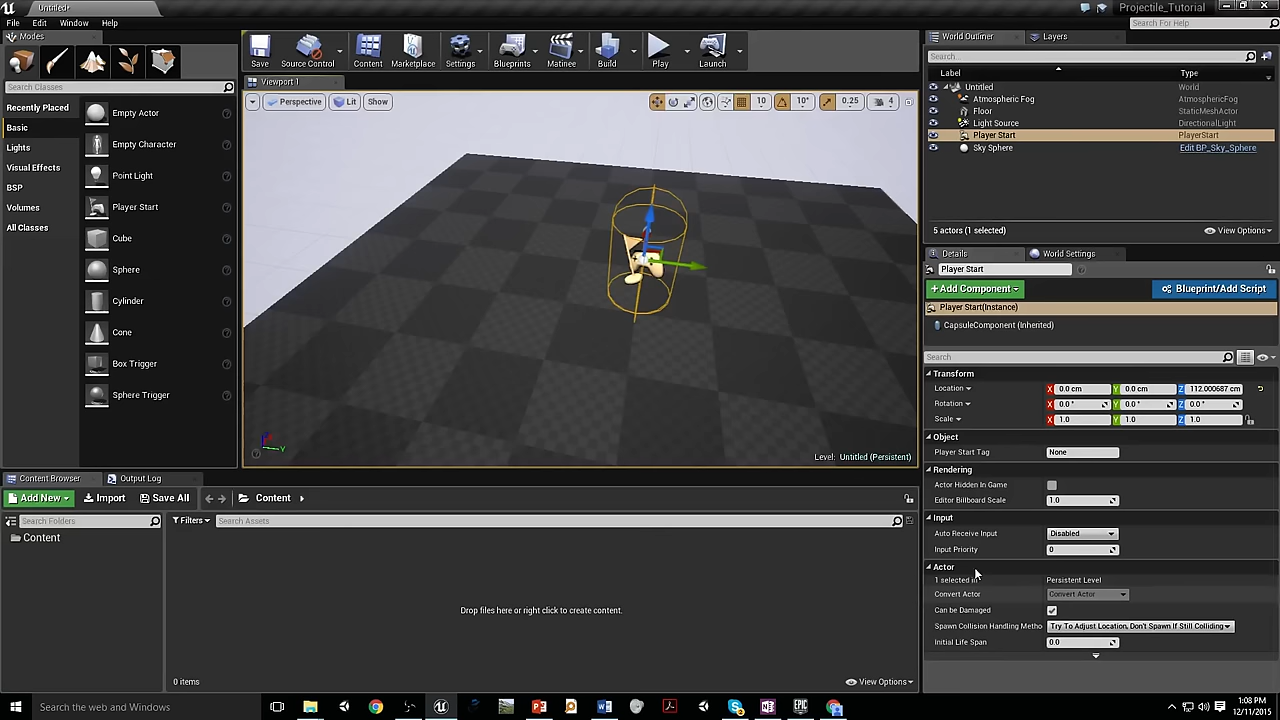 Untitled*
Projectile_Tutorial
File Edit Window Help
Search For Help
Modes
Search Classes
Recently Placed
Basic
Lights
Visual Effects
BSP
Volumes
All Classes
Empty Actor
Empty Character
Point Light
Player Start
Cube
Sphere
Cylinder
Cone
Box Trigger
Sphere Trigger
Save Source Control Content Marketplace Settings Blueprints Matinee Build Play Launch
Viewport 1
Perspective Lit Show
10 10° 0.25 4
Z
Y
Level: Untitled (Persistent)
World Outliner Layers
Search...
Label Type
Untitled World
Atmospheric Fog AtmosphericFog
Floor StaticMeshActor
Light Source DirectionalLight
Player Start PlayerStart
Sky Sphere Edit BP_Sky_Sphere
5 actors (1 selected) View Options
Details World Settings
Player Start
+Add Component Blueprint/Add Script
Player Start(Instance)
CapsuleComponent (Inherited)
Search
Transform
Location X 0.0 cm Y 0.0 cm Z 112.000687 cm
Rotation X 0.0 ° Y 0.0 ° Z 0.0 °
Scale X 1.0 Y 1.0 Z 1.0
Object
Player Start Tag None
Rendering
Actor Hidden In Game
Editor Billboard Scale 1.0
Input
Auto Receive Input Disabled
Input Priority 0
Actor
1 selected in Persistent Level
Convert Actor Convert Actor
Can be Damaged
Spawn Collision Handling Metho Try To Adjust Location, Don't Spawn If Still Colliding
Initial Life Span 0.0
Content Browser Output Log
Add New Import Save All Content
Search Folders
Filters Search Assets
Content
Drop files here or right click to create content.
0 items View Options
Search the web and Windows
EPIC
1:08 PM
12/11/2015